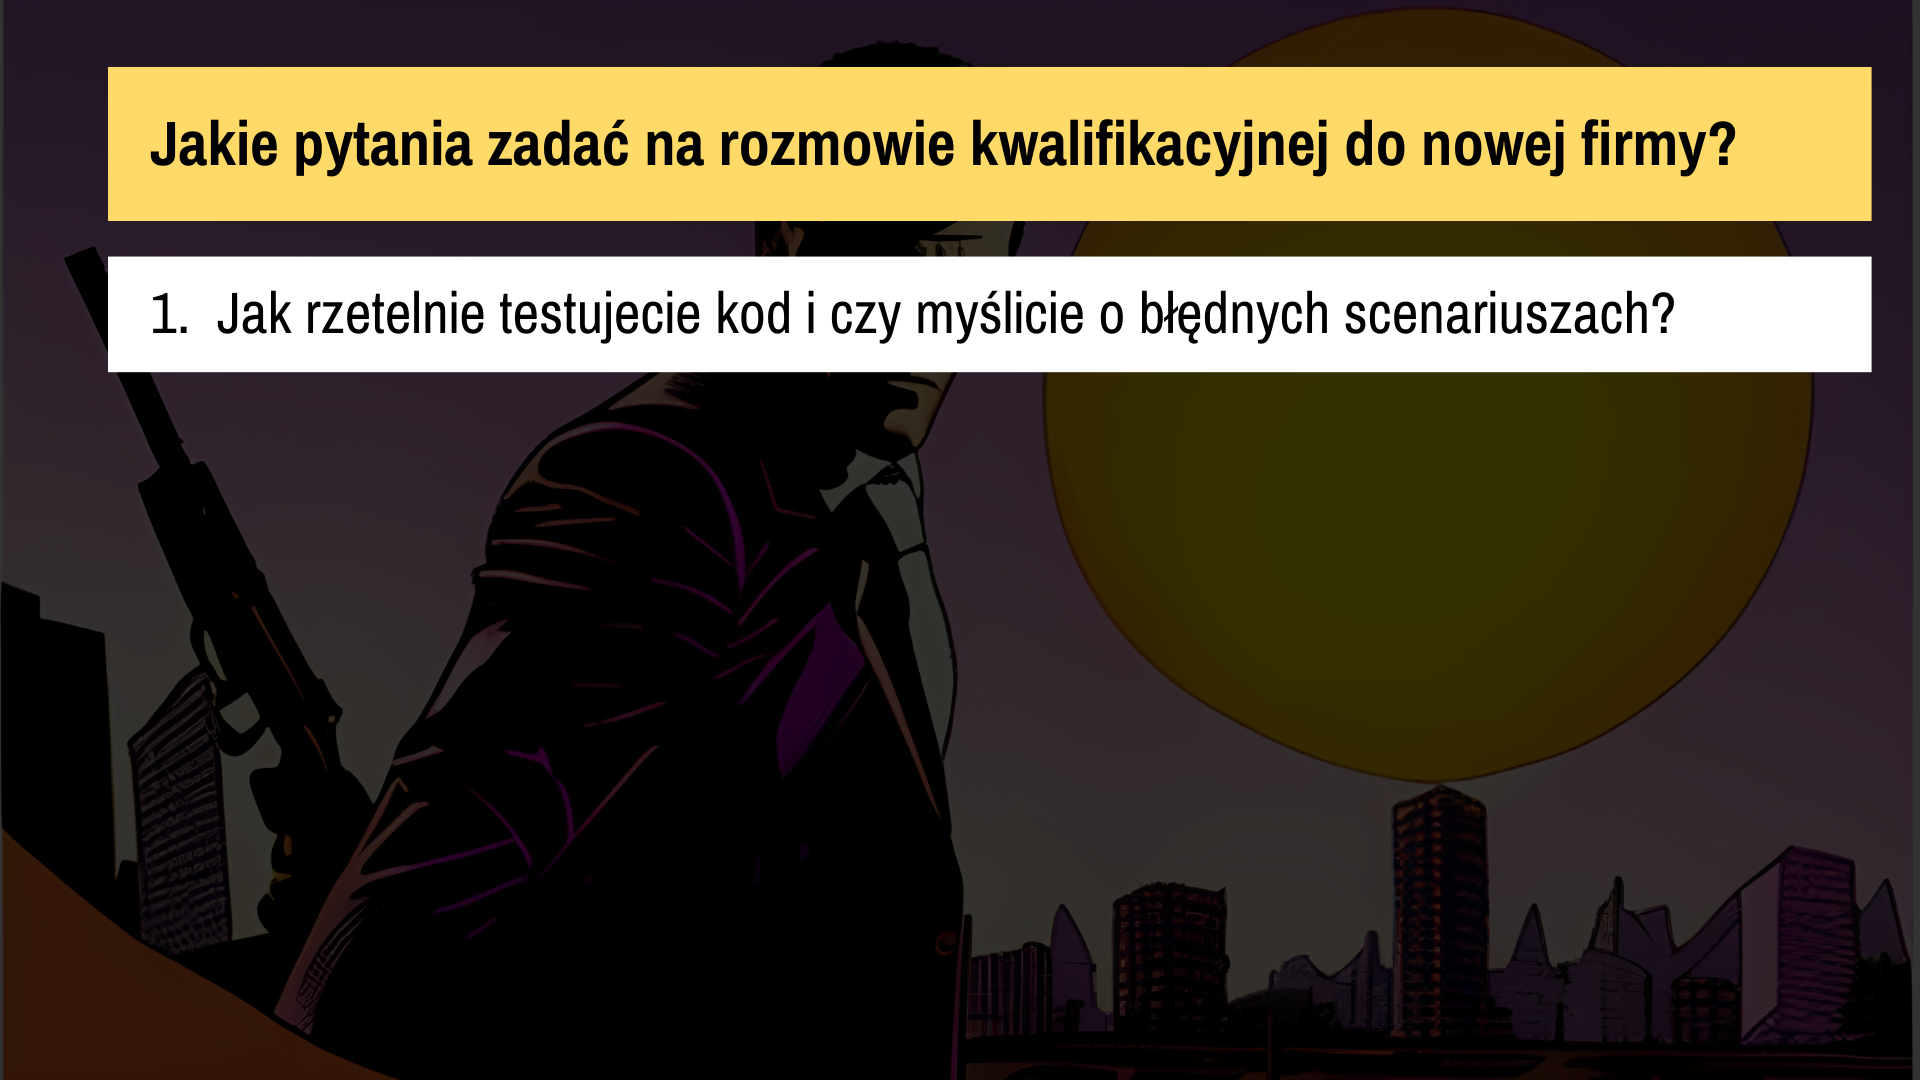 Jakie pytania zadać na rozmowie kwalifikacyjnej do nowej firmy?
1. Jak rzetelnie testujecie kod i czy myślicie o błędnych scenariuszach?